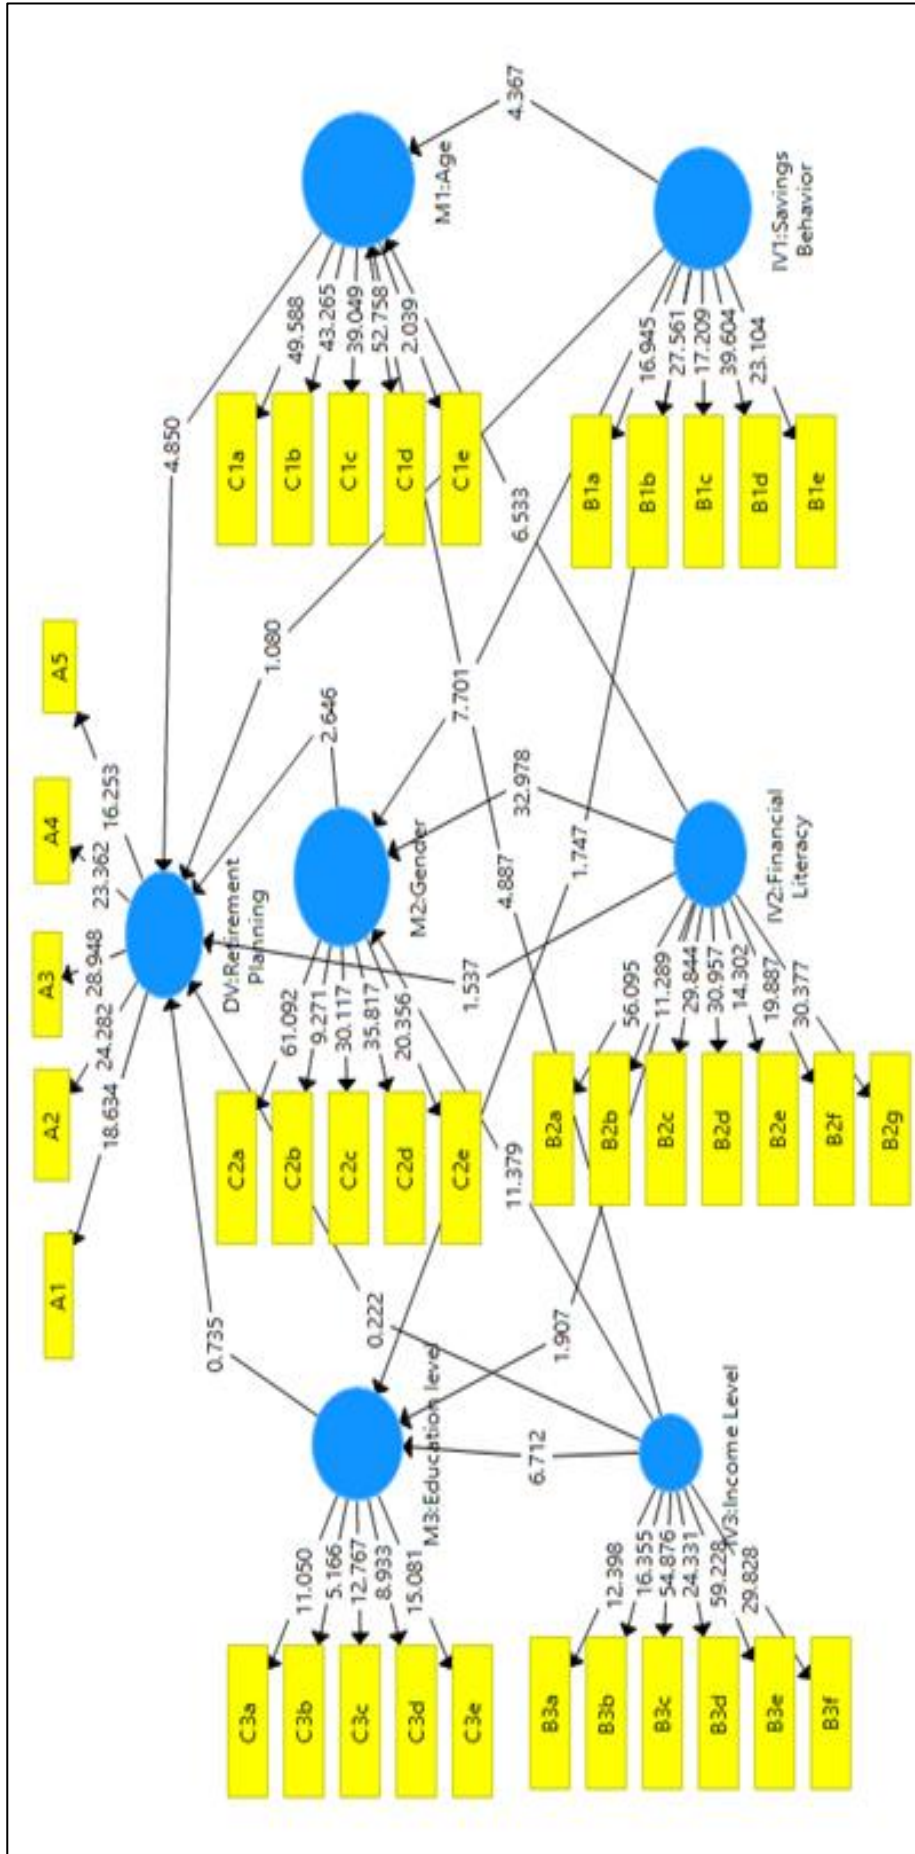 A1
A2
A3
A4
A5
18.634
24.282
28.948
23.362
16.253
DV:Retirement
Planning
0.735
1.080
4.850
2.646
C3a
C3b
C3c
C3d
C3e
11.050
5.166
12.767
8.933
15.081
M3:Education level
0.222
C2a
C2b
C2c
C2d
C2e
61.092
9.271
30.117
35.817
20.356
M2:Gender
C1a
C1b
C1c
C1d
C1e
49.588
43.265
39.049
52.758
2.039
M1:Age
7.701
1.537
4.887
32.978
11.379
6.712
1.907
1.747
6.533
4.367
B3a
B3b
B3c
B3d
B3e
B3f
12.398
16.355
54.876
24.331
59.228
29.828
IV3:Income Level
B2a
B2b
B2c
B2d
B2e
B2f
B2g
56.095
11.289
29.844
30.957
14.302
19.887
30.377
IV2:Financial
Literacy
B1a
B1b
B1c
B1d
B1e
16.945
27.561
17.209
39.604
23.104
IV1:Savings
Behavior